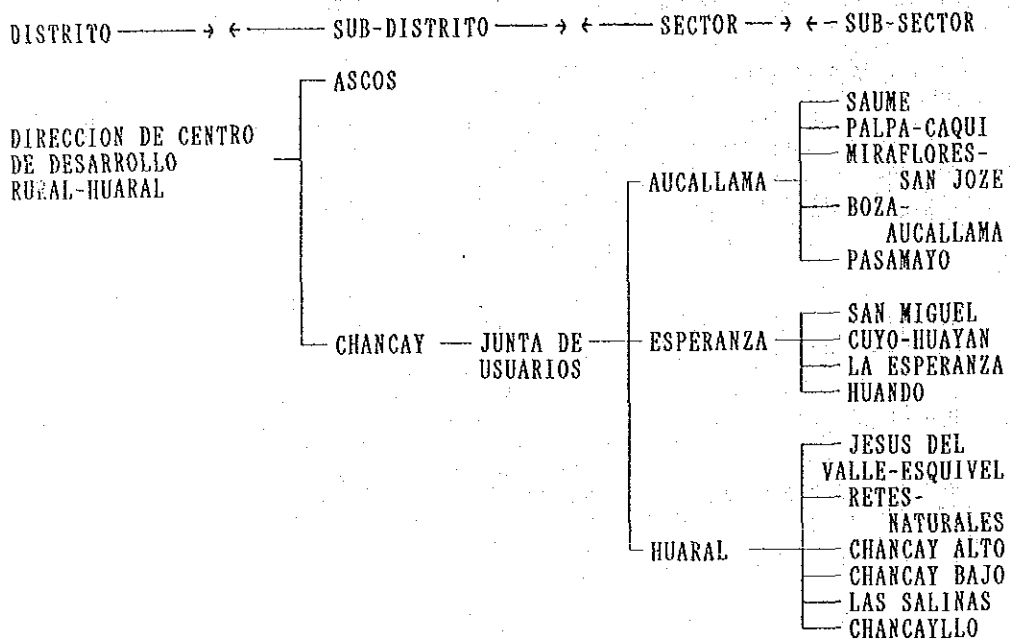 DISTRITO → ← SUB-DISTRITO → ← SECTOR → ← SUB-SECTOR
ASCOS
DIRECCION DE CENTRO
DE DESARROLLO
RURAL-HUARAL
CHANCAY
JUNTA DE
USUARIOS
AUCALLAMA
SAUME
PALPA-CAQUI
MIRAFLORES-
SAN JOZE
BOZA-
AUCALLAMA
PASAMAYO
ESPERANZA
SAN MIGUEL
CUYO-HUAYAN
LA ESPERANZA
HUANDO
HUARAL
JESUS DEL
VALLE-ESQUIVEL
RETES-
NATURALES
CHANCAY ALTO
CHANCAY BAJO
LAS SALINAS
CHANCAYLLO